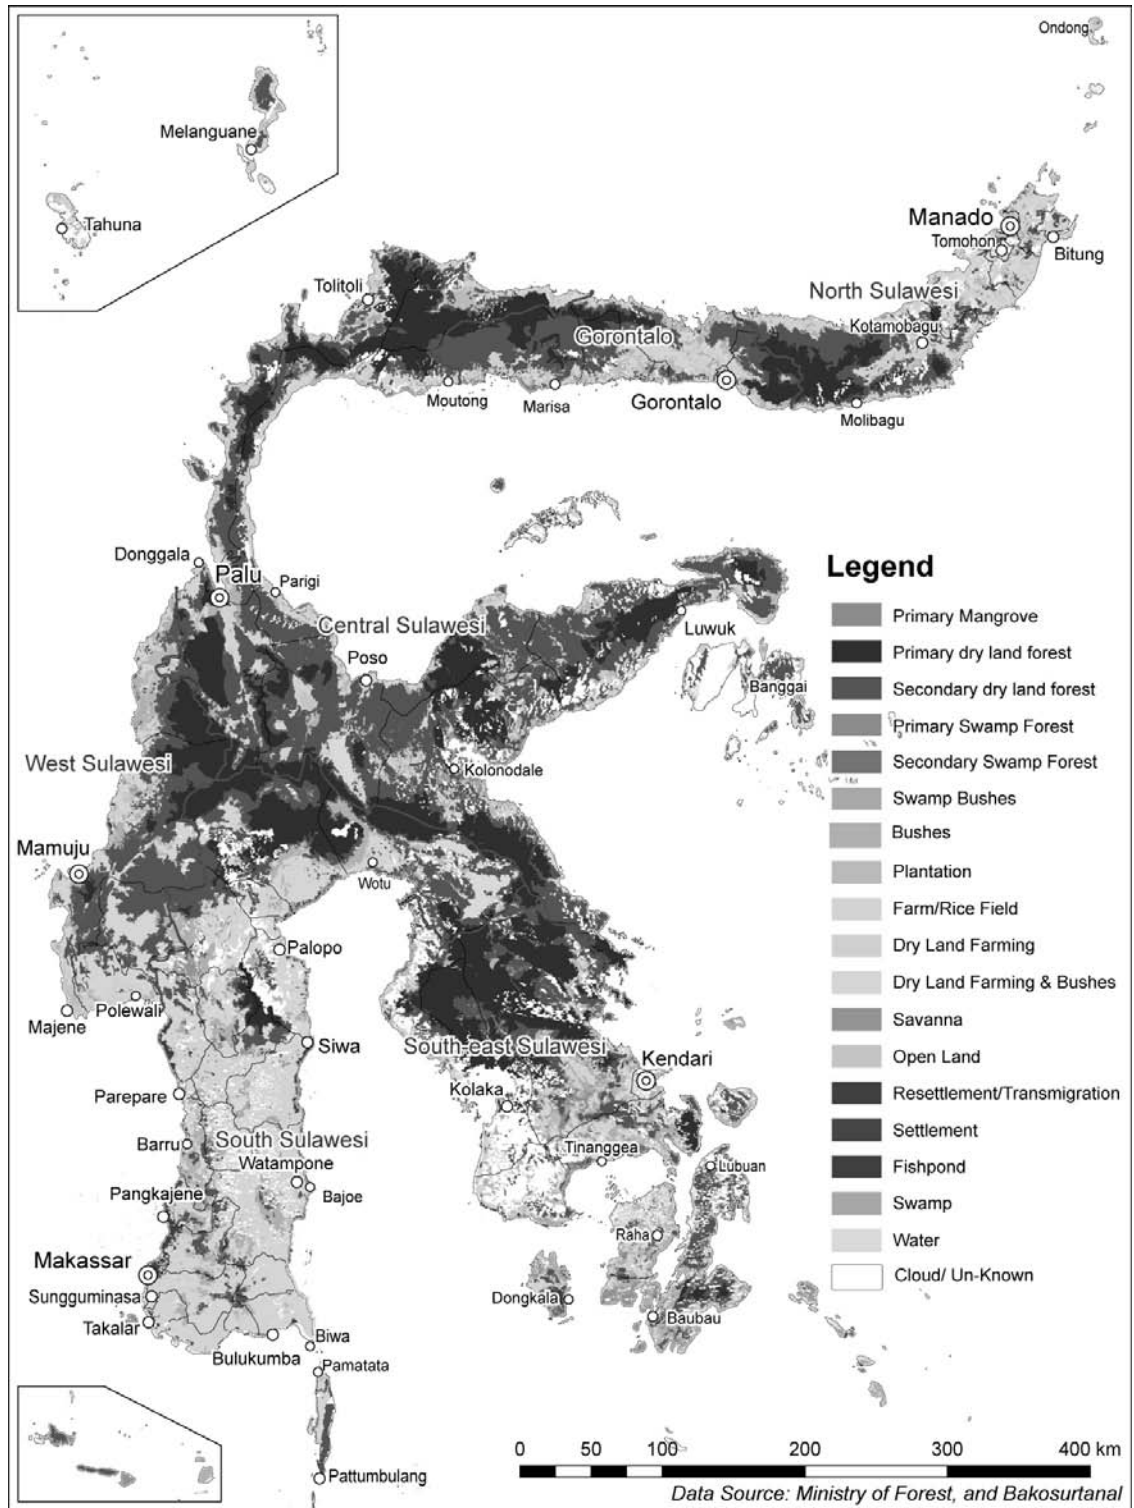 Ondong
Melanguane
Tahuna
Manado
Tomohon
Bitung
Tolitoli
North Sulawesi
Kotamobagu
Gorontalo
Moutong
Marisa
Gorontalo
Molibagu
Donggala
Palu
Parigi
Central Sulawesi
Luwuk
Poso
Banggai
West Sulawesi
Kolonodale
Mamuju
Wotu
Palopo
Polewali
Majene
Siwa
South-east Sulawesi
Kendari
Parepare
Kolaka
Barru
South Sulawesi
Tinanggea
Watampone
Lubuan
Bajoe
Pangkajene
Raha
Makassar
Sungguminasa
Dongkala
Takalar
Baubau
Biwa
Bulukumba
Pamatata
Pattumbulang
Legend
Primary Mangrove
Primary dry land forest
Secondary dry land forest
Primary Swamp Forest
Secondary Swamp Forest
Swamp Bushes
Bushes
Plantation
Farm/Rice Field
Dry Land Farming
Dry Land Farming & Bushes
Savanna
Open Land
Resettlement/Transmigration
Settlement
Fishpond
Swamp
Water
Cloud/ Un-Known
0 50 100 200 300 400 km
Data Source: Ministry of Forest, and Bakosurtanal